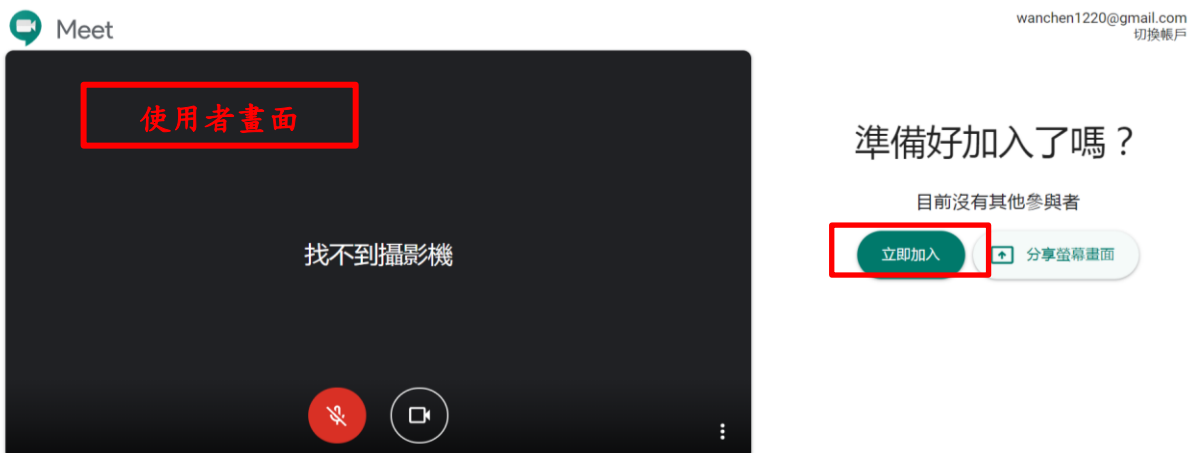 Meet
wanchen1220@gmail.com
切換帳戶
使用者畫面
找不到攝影機
準備好加入了嗎？
目前沒有其他參與者
立即加入
分享螢幕畫面